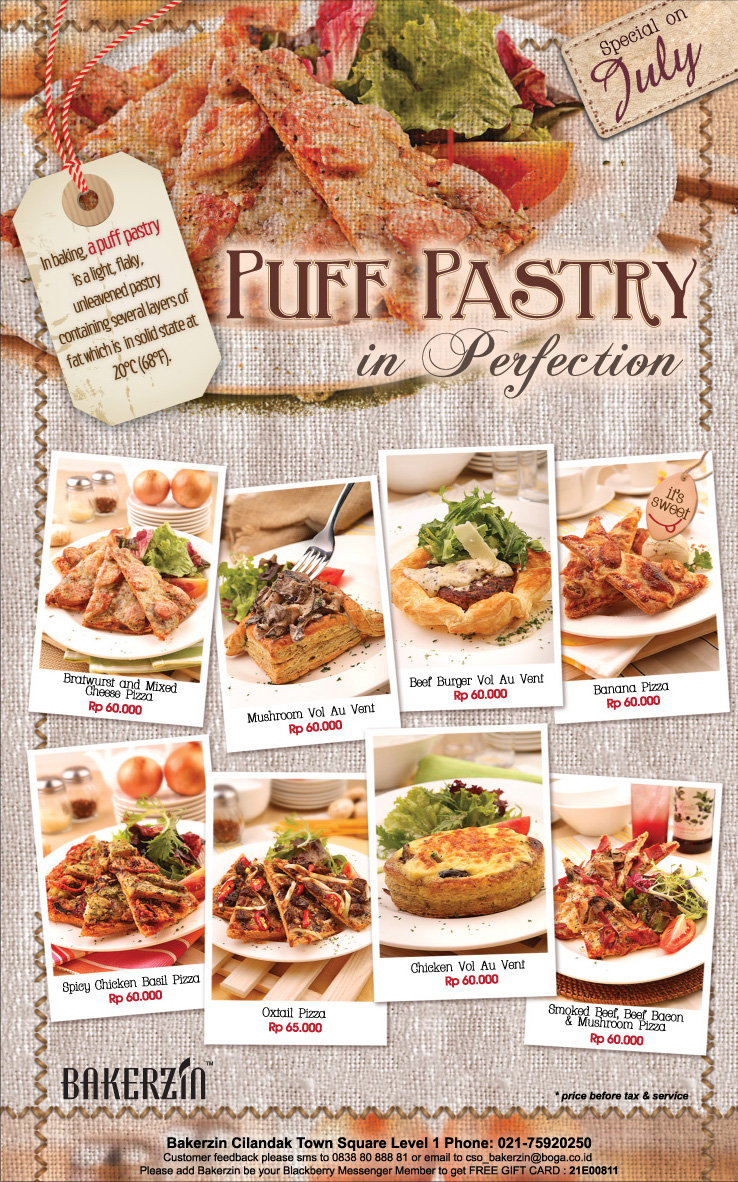 Special on
July
In baking, a puff pastry
is a light, flaky,
unleavened pastry
containing several layers of
fat which is in solid state at
20°C (68°F).
PUFF PASTRY
in Perfection
it's
sweet
Bratwurst and Mixed
Cheese Pizza
Rp 60.000
Mushroom Vol Au Vent
Rp 60.000
Beef Burger Vol Au Vent
Rp 60.000
Banana Pizza
Rp 60.000
Spicy Chicken Basil Pizza
Rp 60.000
Oxtail Pizza
Rp 65.000
Chicken Vol Au Vent
Rp 60.000
Smoked Beef, Beef Bacon
& Mushroom Pizza
Rp 60.000
BAKERZIN™
* price before tax & service
Bakerzin Cilandak Town Square Level 1 Phone: 021-75920250
Customer feedback please sms to 0838 80 888 81 or email to cso_bakerzin@boga.co.id
Please add Bakerzin be your Blackberry Messenger Member to get FREE GIFT CARD : 21E00811